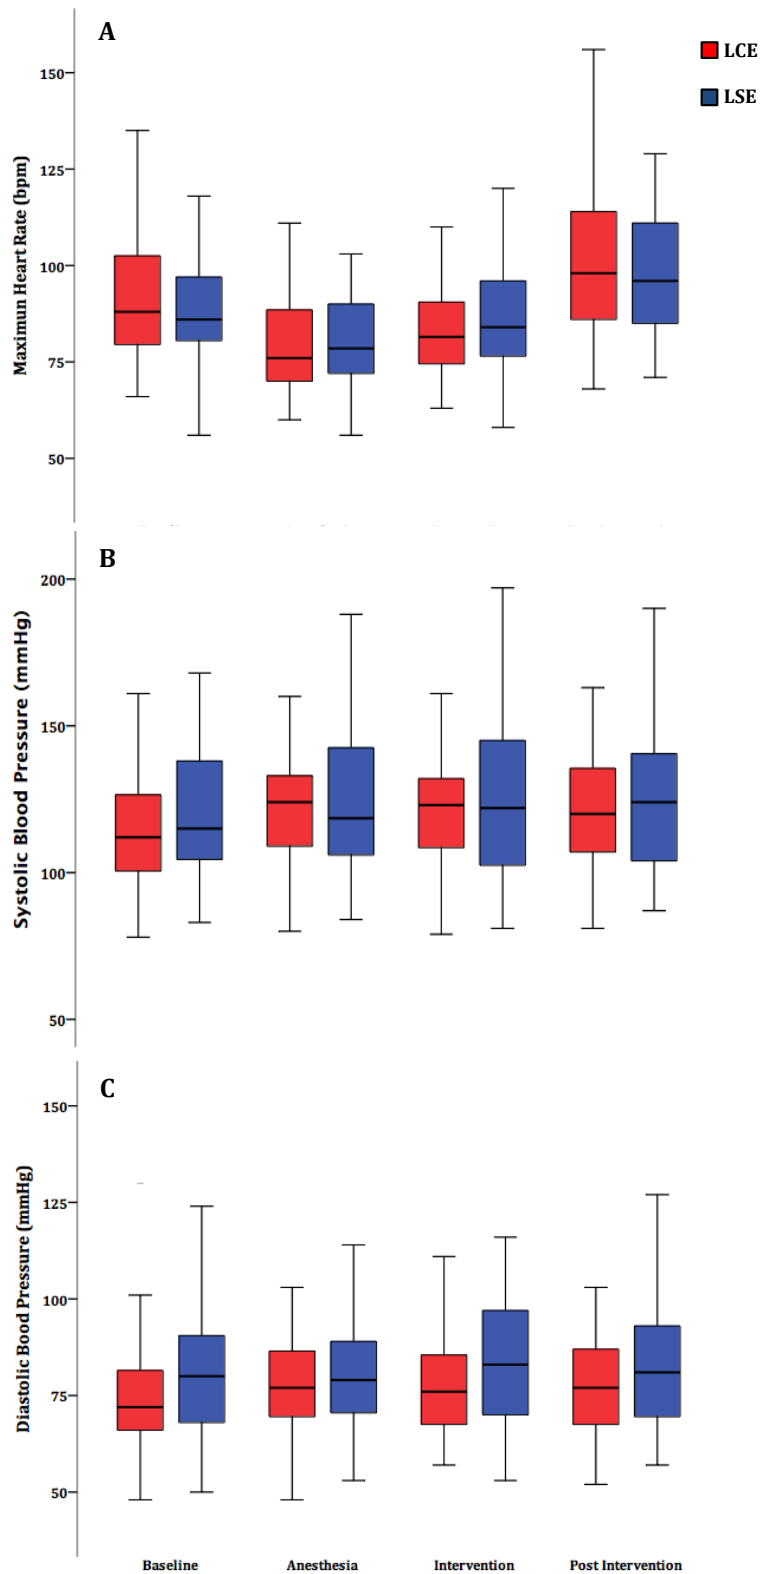 A
LCE
LSE
Maximun Heart Rate (bpm)
150
125
100
75
50
B
Systolic Blood Pressure (mmHg)
200
150
100
50
C
Diastolic Bood Pressure (mmHg)
150
125
100
75
50
Baseline Anesthesia Intervention Post Intervention